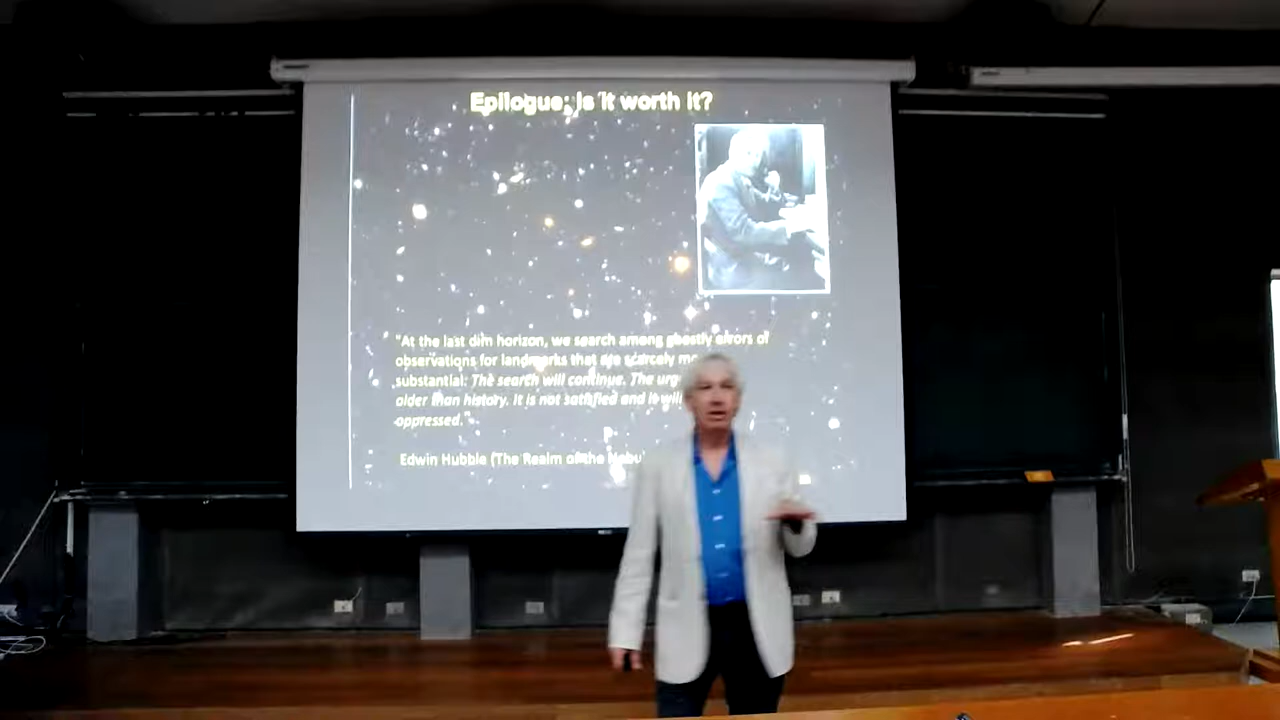 Epilogue: Is it worth it?
"At the last dim horizon, we search among ghostly errors of
observations for landmarks that are scarcely
substantial. The search will continue. The
older than history. It is not satisfied and it will
oppressed."
Edwin Hubble (The Realm of the